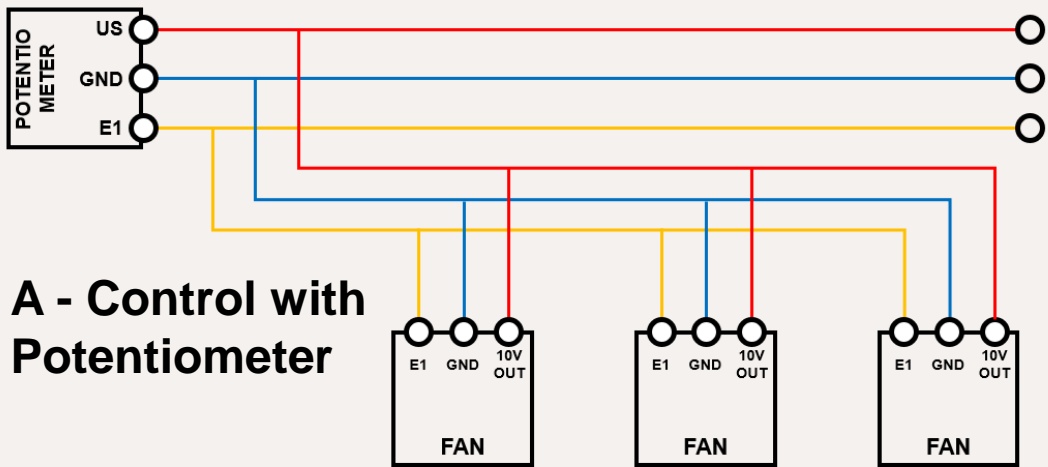 POTENTIO
METER
US
GND
E1
A - Control with
Potentiometer
E1 GND 10V
OUT
FAN
E1 GND 10V
OUT
FAN
E1 GND 10V
OUT
FAN